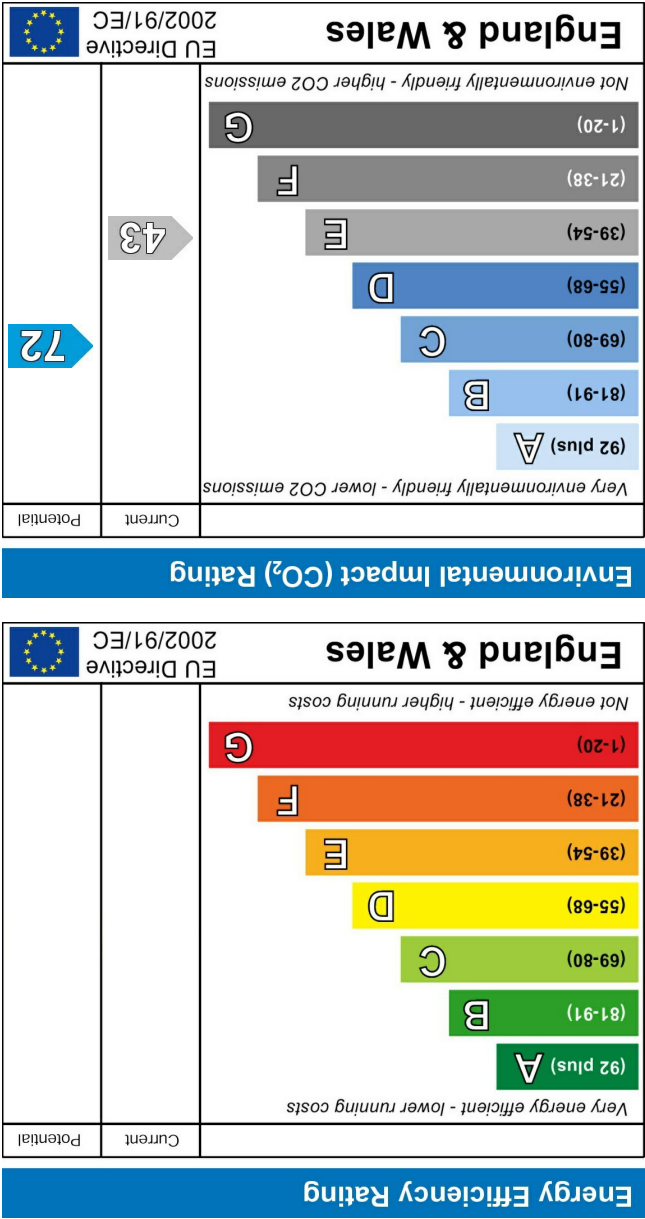 Energy Efficiency Rating
Current Potential
Very energy efficient - lower running costs
(92 plus) A
(81-91) B
(69-80) C
(55-68) D
(39-54) E
(21-38) F
(1-20) G
Not energy efficient - higher running costs
England & Wales
EU Directive
2002/91/EC
Environmental Impact (CO₂) Rating
Current Potential
Very environmentally friendly - lower CO2 emissions
(92 plus) A
(81-91) B
(69-80) C
72
(55-68) D
(39-54) E
43
(21-38) F
(1-20) G
Not environmentally friendly - higher CO2 emissions
England & Wales
EU Directive
2002/91/EC